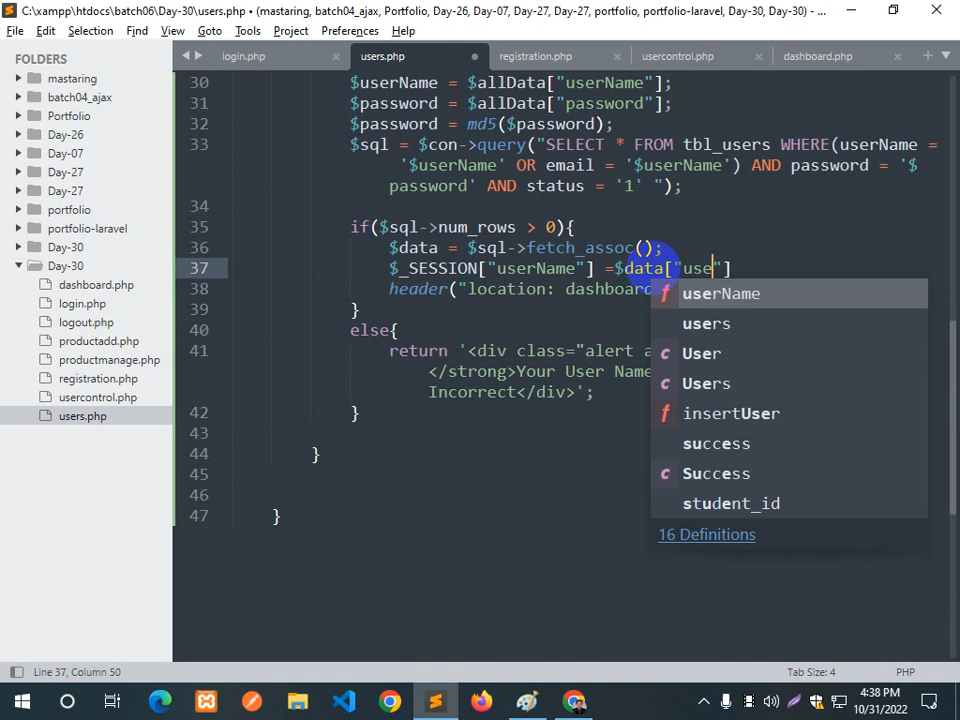 C:\xampp\htdocs\batch06\Day-30\users.php • (mastaring, batch04_ajax, Portfolio, Day-26, Day-07, Day-27, Day-27, portfolio, portfolio-laravel, Day-30, Day-30) - ...
File Edit Selection Find View Goto Tools Project Preferences Help
FOLDERS
mastaring
batch04_ajax
Portfolio
Day-26
Day-07
Day-27
Day-27
portfolio
portfolio-laravel
Day-30
Day-30
dashboard.php
login.php
logout.php
productadd.php
productmanage.php
registration.php
usercontrol.php
users.php
login.php users.php registration.php usercontrol.php dashboard.php
30 $userName = $allData["userName"];
31 $password = $allData["password"];
32 $password = md5($password);
33 $sql = $con->query("SELECT * FROM tbl_users WHERE(userName =
'$userName' OR email = '$userName') AND password = '$
password' AND status = '1' ");
34
35 if($sql->num_rows > 0){
36 $data = $sql->fetch_assoc();
37 $_SESSION["userName"] =$data["use"]
38 header("location: dashboard
39 }
40 else{
41 return '<div class="alert a
</strong>Your User Name
Incorrect</div>';
42 }
43
44 }
45
46
47 }
f userName
users
c User
c Users
f insertUser
success
c Success
student_id
16 Definitions
Line 37, Column 50
Tab Size: 4
PHP
4:38 PM
10/31/2022